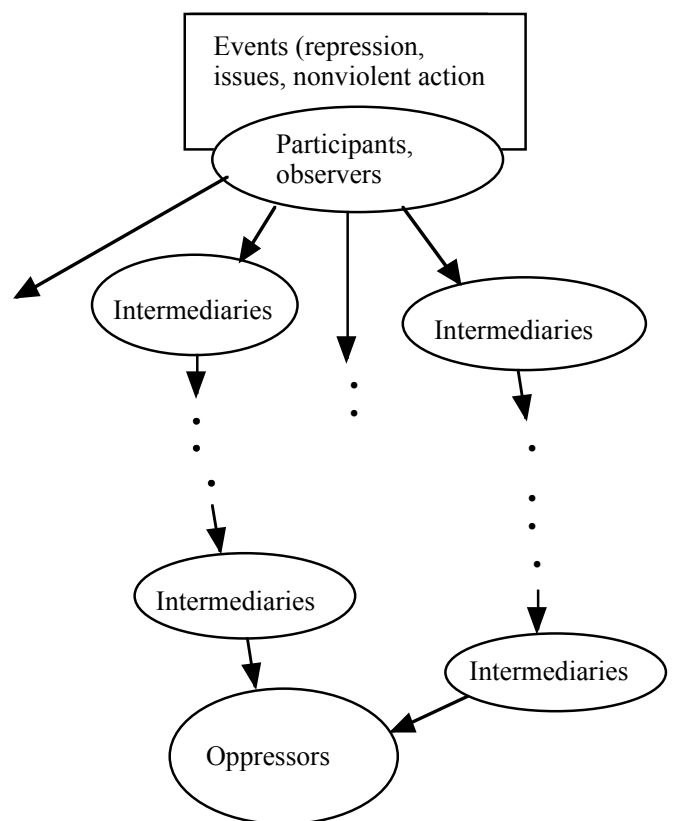 Events (repression,
issues, nonviolent action
Participants,
observers
Intermediaries
Intermediaries
Intermediaries
Intermediaries
Oppressors